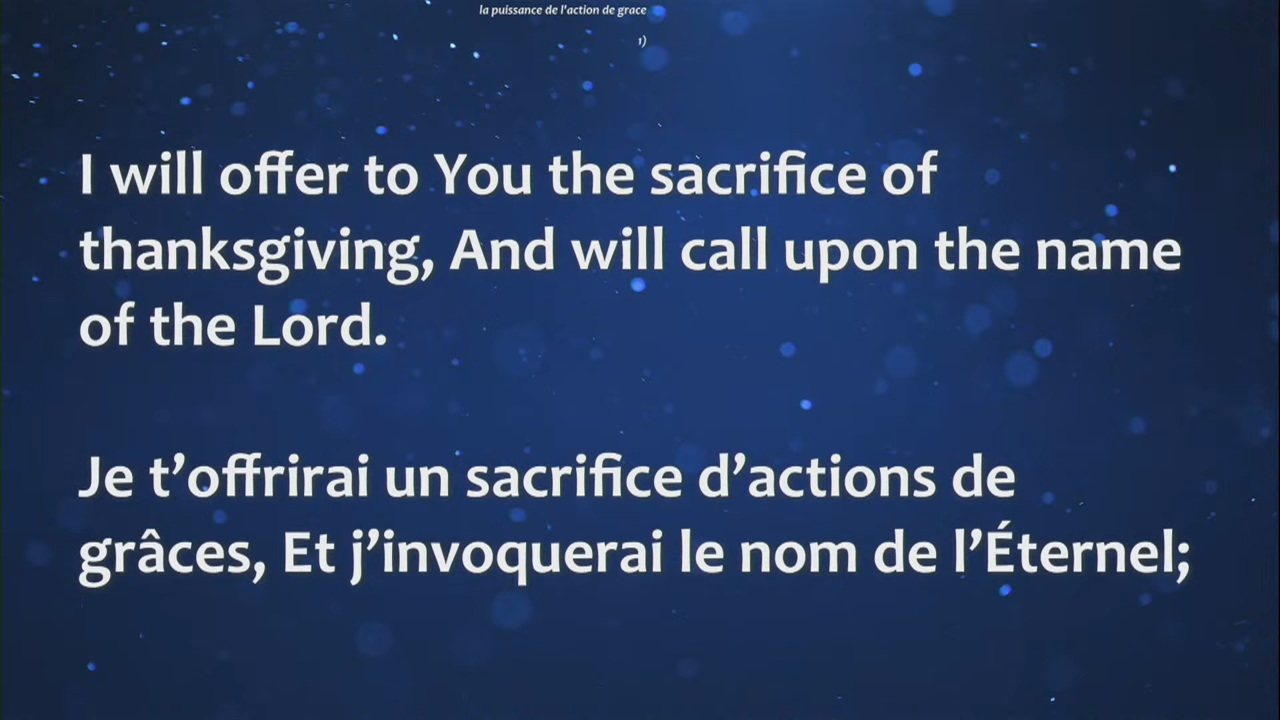 la puissance de l'action de grace
1)
I will offer to You the sacrifice of
thanksgiving, And will call upon the name
of the Lord.
Je t’offrirai un sacrifice d’actions de
grâces, Et j’invoquerai le nom de l’Éternel;